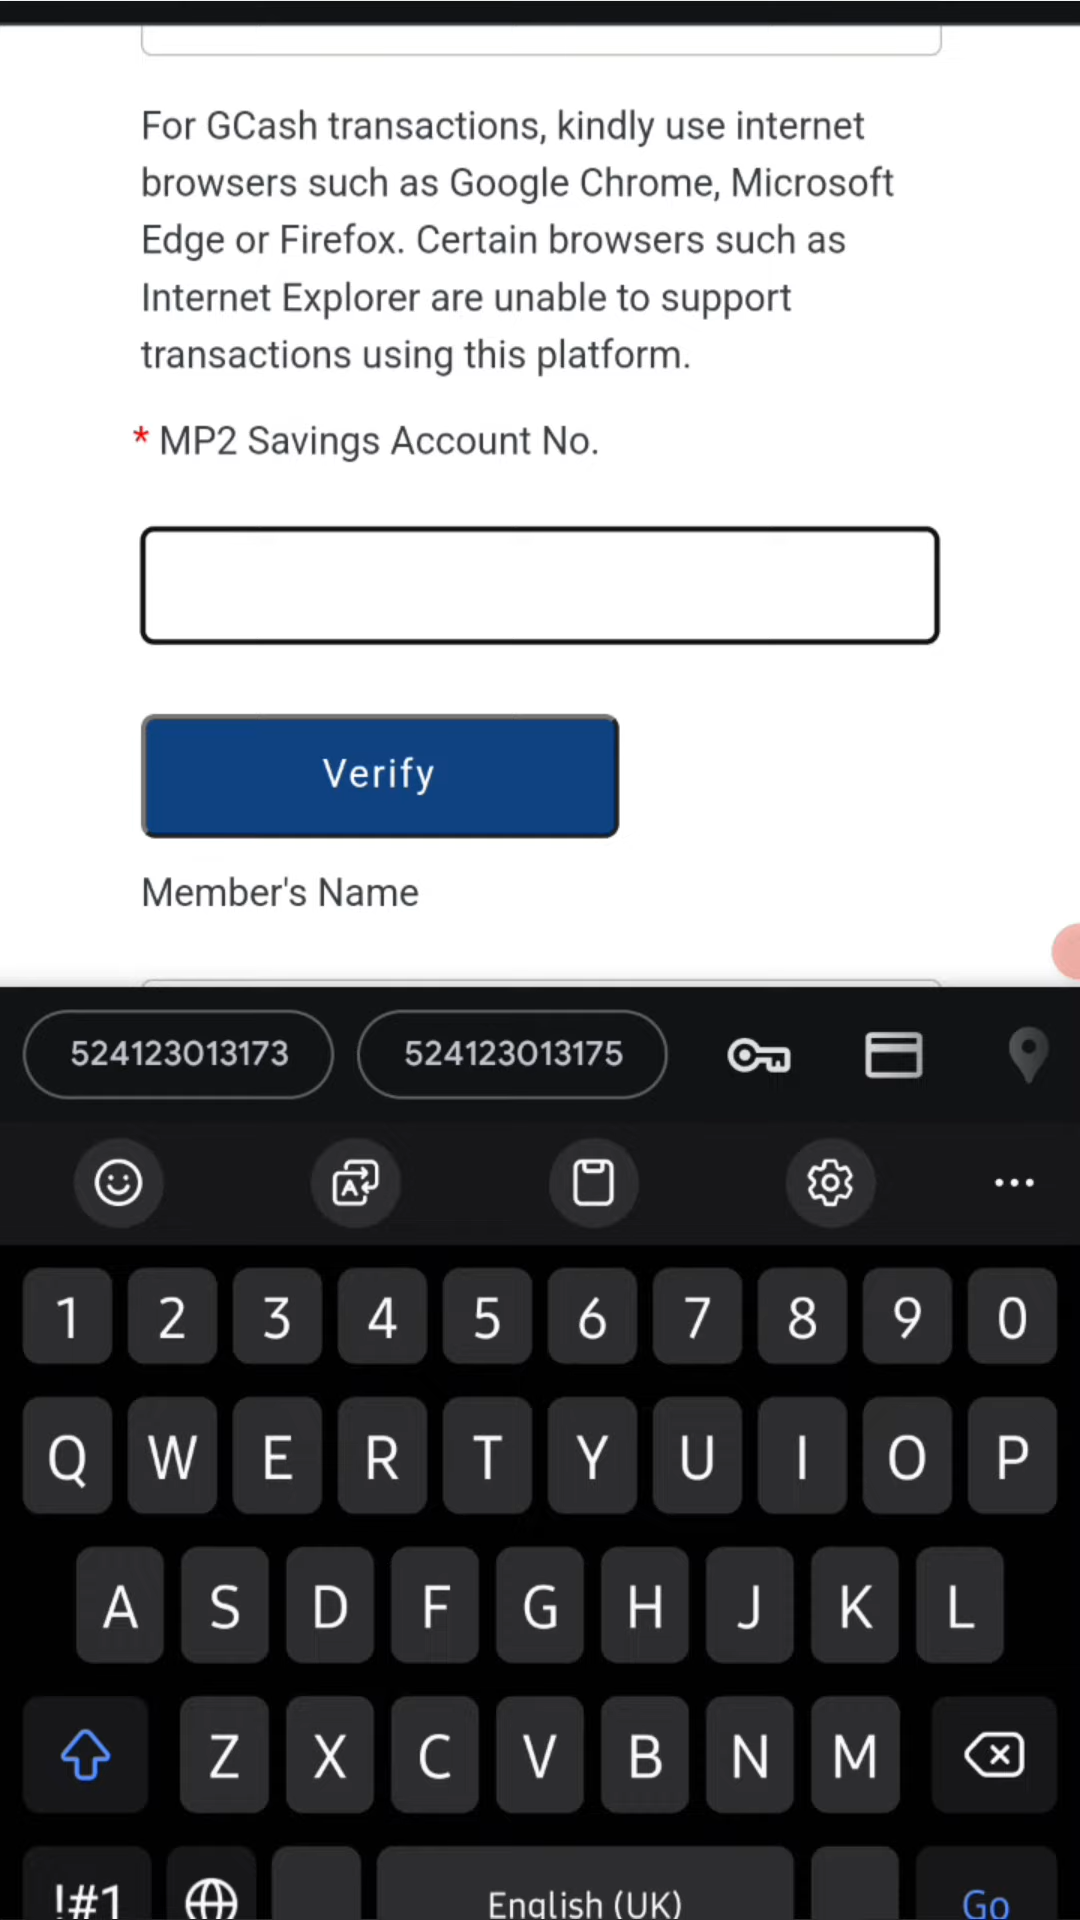 For GCash transactions, kindly use internet
browsers such as Google Chrome, Microsoft
Edge or Firefox. Certain browsers such as
Internet Explorer are unable to support
transactions using this platform.
* MP2 Savings Account No.
Verify
Member's Name
524123013173 524123013175
1 2 3 4 5 6 7 8 9 0
Q W E R T Y U I O P
A S D F G H J K L
Z X C V B N M
!#1 English (UK) Go